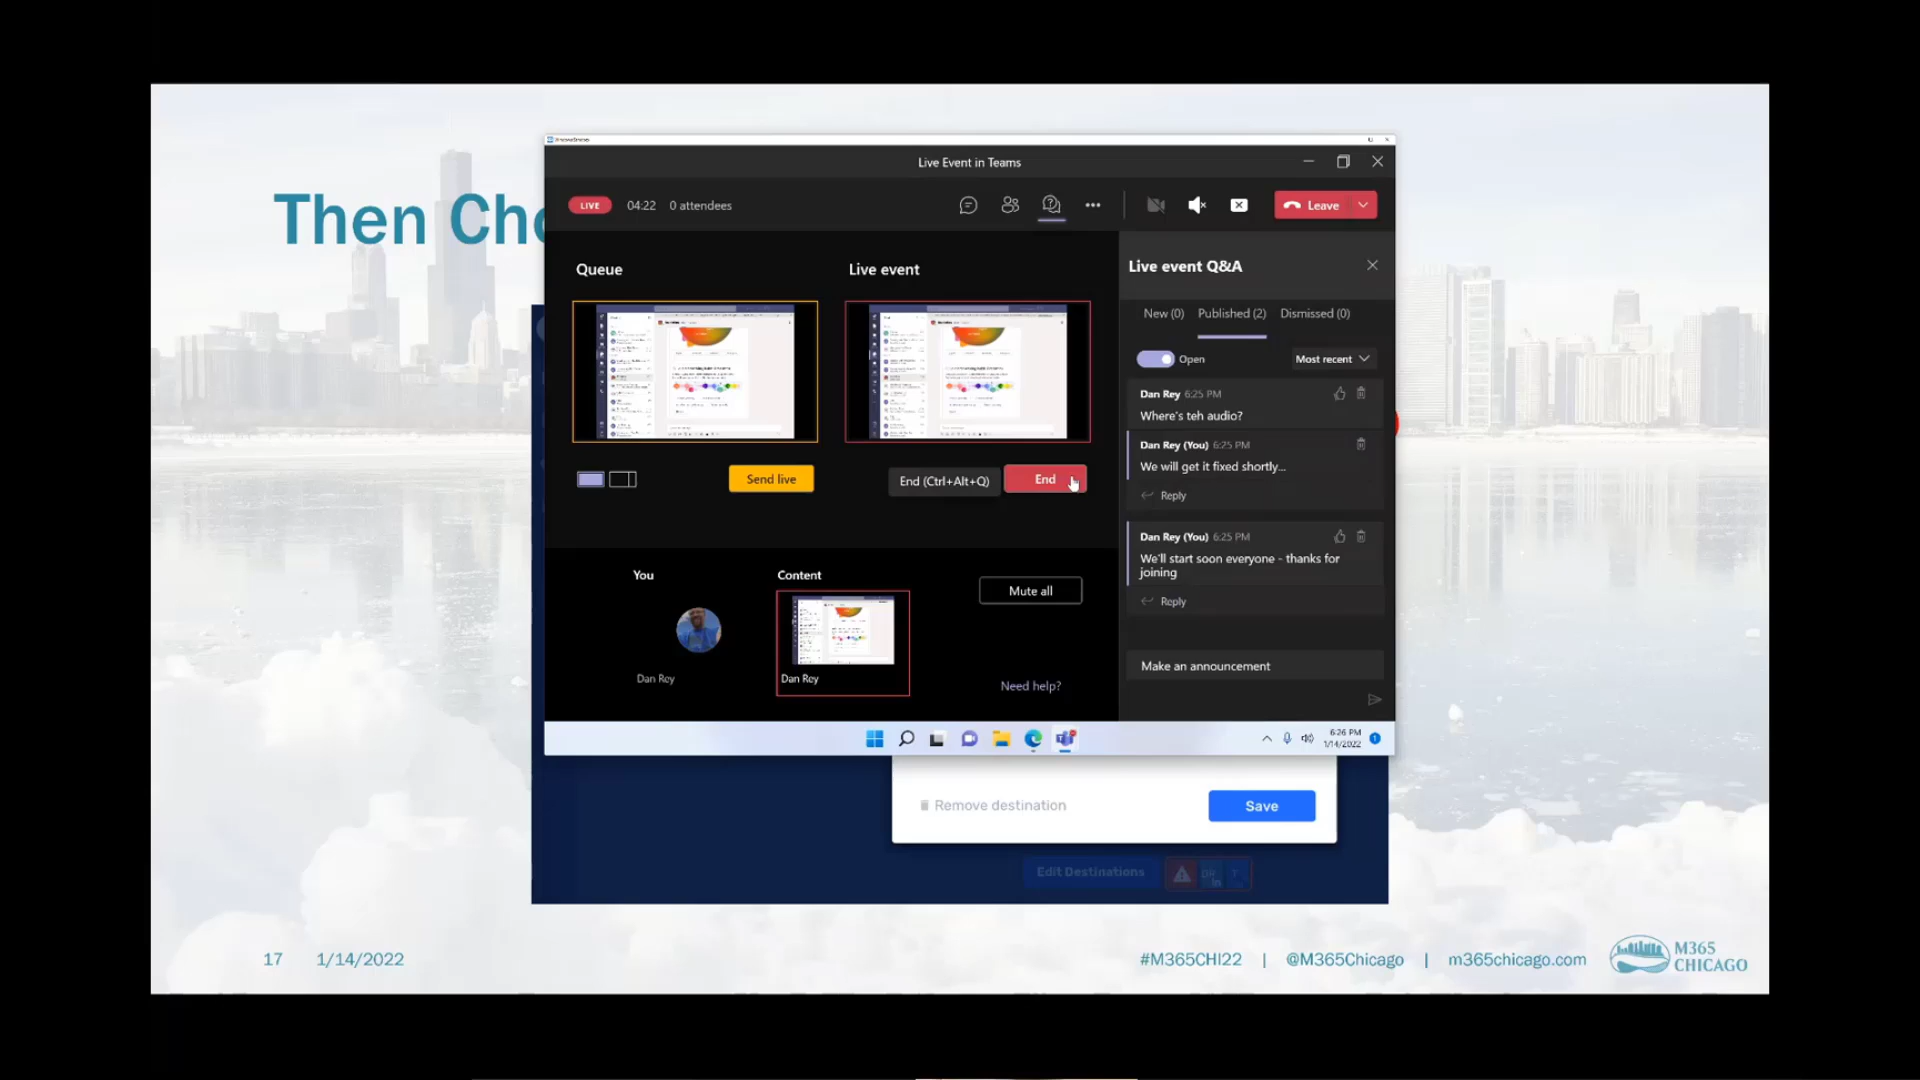 Live Event in Teams
LIVE 04:22 0 attendees
Leave
Then Cho
Queue
Live event
Live event Q&A
New (0) Published (2) Dismissed (0)
Open
Most recent
Dan Rey 6:25 PM
Where's teh audio?
Dan Rey (You) 6:25 PM
We will get it fixed shortly...
Reply
Send live
End (Ctrl+Alt+Q)
End
Dan Rey (You) 6:25 PM
We'll start soon everyone - thanks for
joining
Reply
You
Content
Mute all
Dan Rey
Dan Rey
Need help?
Make an announcement
6:26 PM
1/14/2022
1
Remove destination
Save
Edit Destinations
17 1/14/2022
#M365CHI22 | @M365Chicago | m365chicago.com
M365
CHICAGO